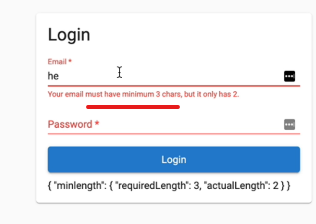 Login
Email *
he
Your email must have minimum 3 chars, but it only has 2.
Password *
Login
{ "minlength": { "requiredLength": 3, "actualLength": 2 } }